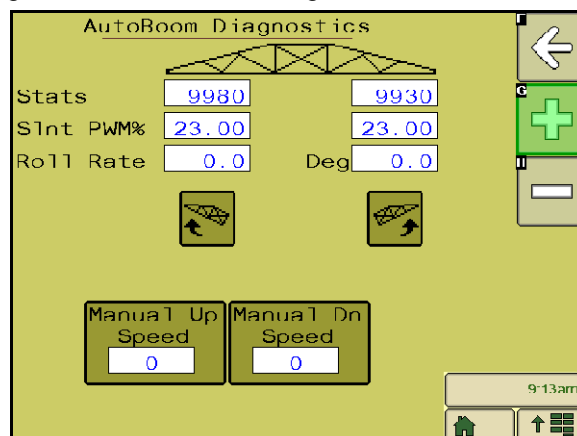 AutoBoom Diagnostics
Stats 9980 9930
Slnt PWM% 23.00 23.00
Roll Rate 0.0 Deg 0.0
Manual Up Speed 0
Manual Dn Speed 0
G
9:13am